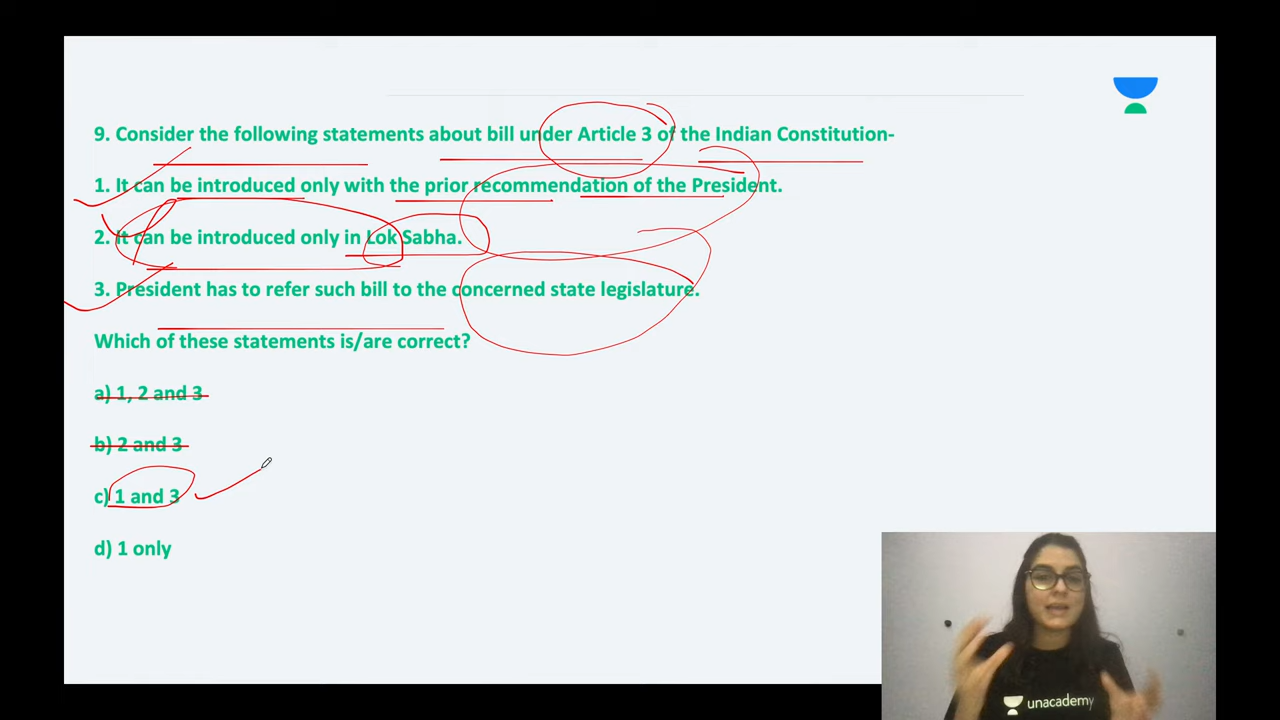 9. Consider the following statements about bill under Article 3 of the Indian Constitution-
1. It can be introduced only with the prior recommendation of the President.
2. It can be introduced only in Lok Sabha.
3. President has to refer such bill to the concerned state legislature.
Which of these statements is/are correct?
a) 1, 2 and 3
b) 2 and 3
c) 1 and 3
d) 1 only
unacademy